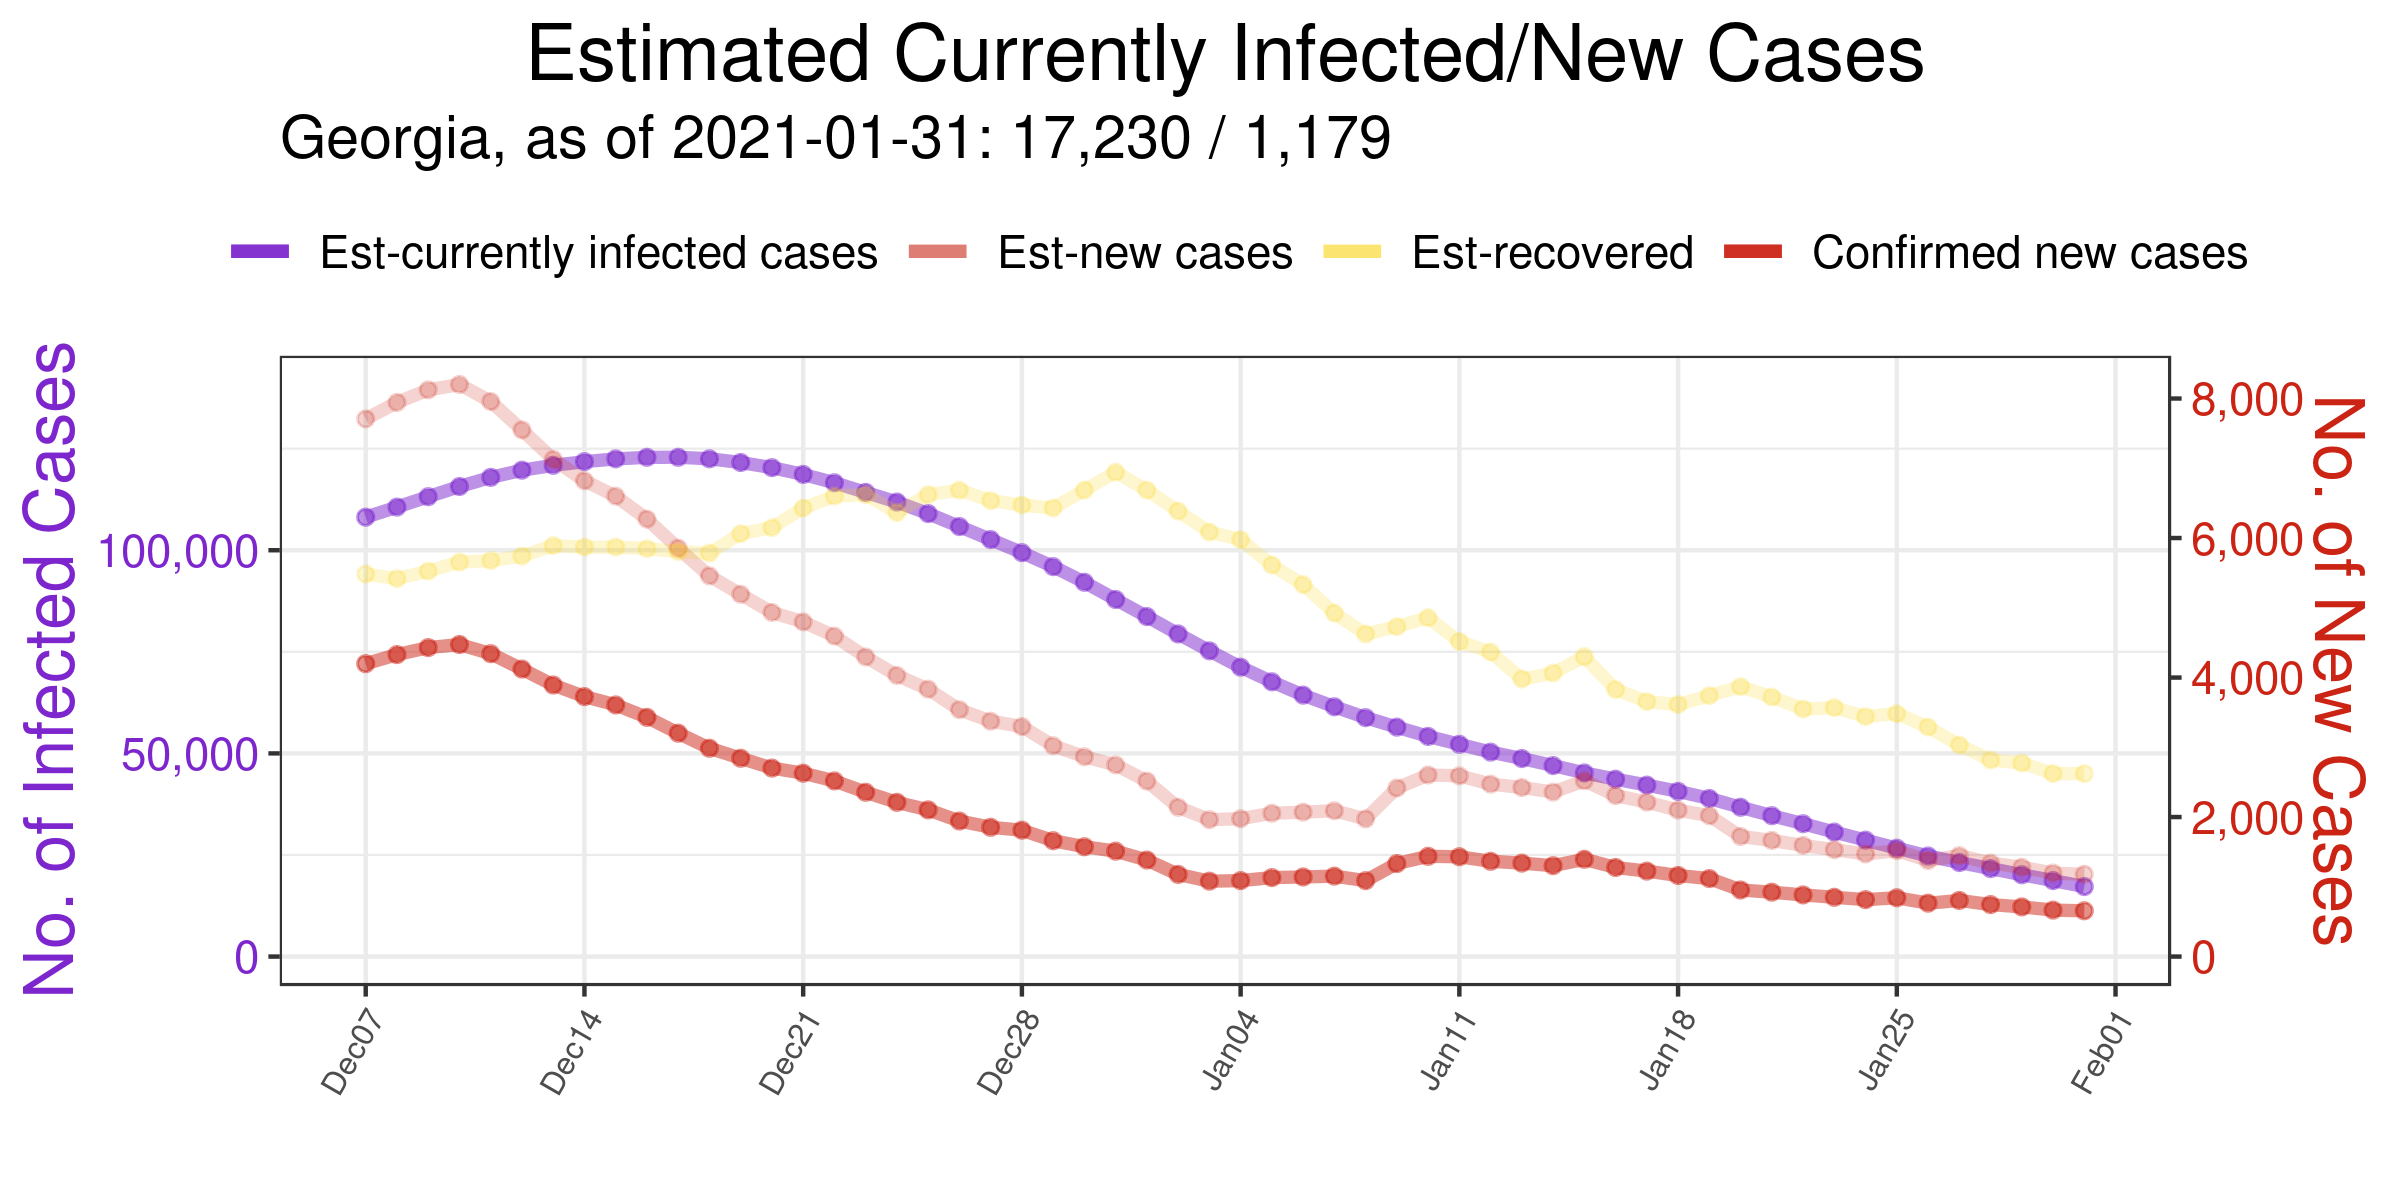 Estimated Currently Infected/New Cases
Georgia, as of 2021-01-31: 17,230 / 1,179
Est-currently infected cases Est-new cases Est-recovered Confirmed new cases
No. of Infected Cases
100,000
50,000
0
8,000
6,000
4,000
2,000
0
No. of New Cases
Dec07
Dec14
Dec21
Dec28
Jan04
Jan11
Jan18
Jan25
Feb01